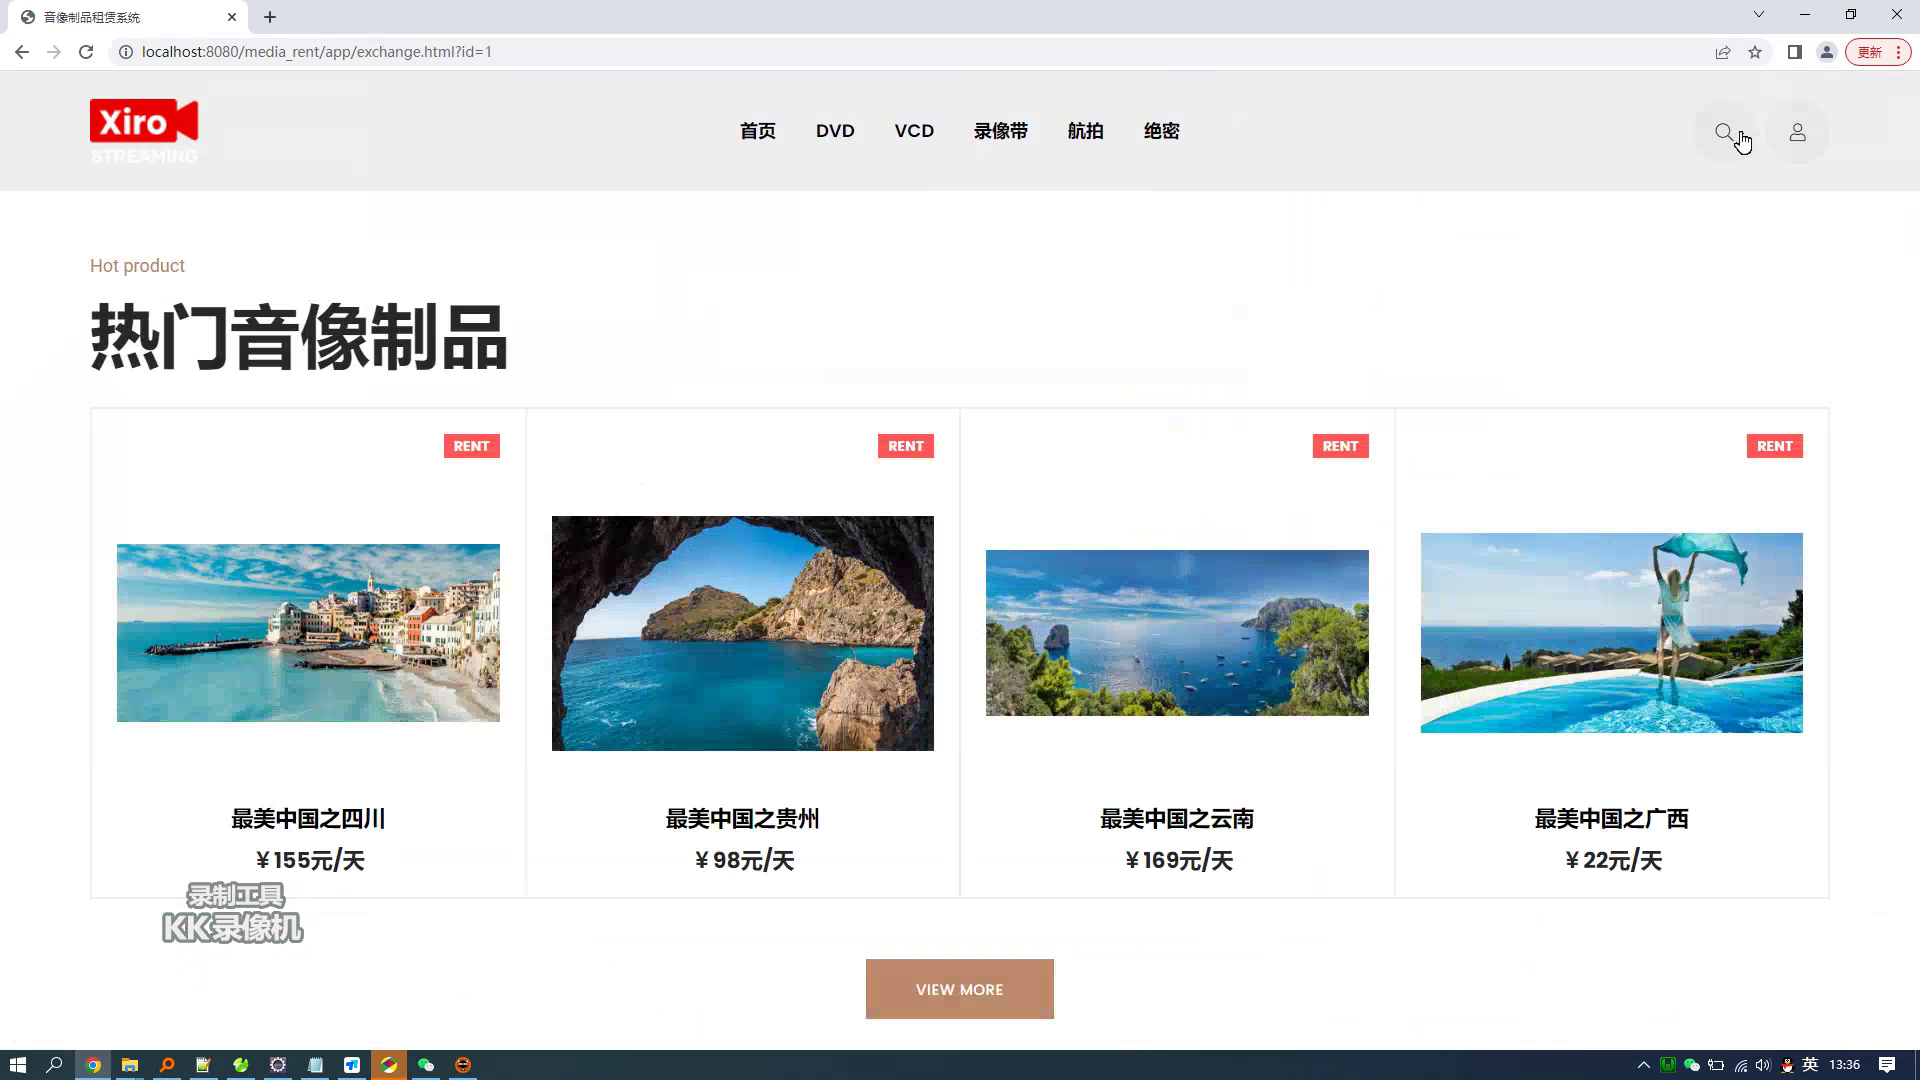 音像制品租赁系统
localhost:8080/media_rent/app/exchange.html?id=1
更新
Xiro
STREAMING
首页 DVD VCD 录像带 航拍 绝密
Hot product
热门音像制品
RENT RENT RENT RENT
最美中国之四川 最美中国之贵州 最美中国之云南 最美中国之广西
￥155元/天 ￥98元/天 ￥169元/天 ￥22元/天
录制工具
KK录像机
VIEW MORE
英 13:36